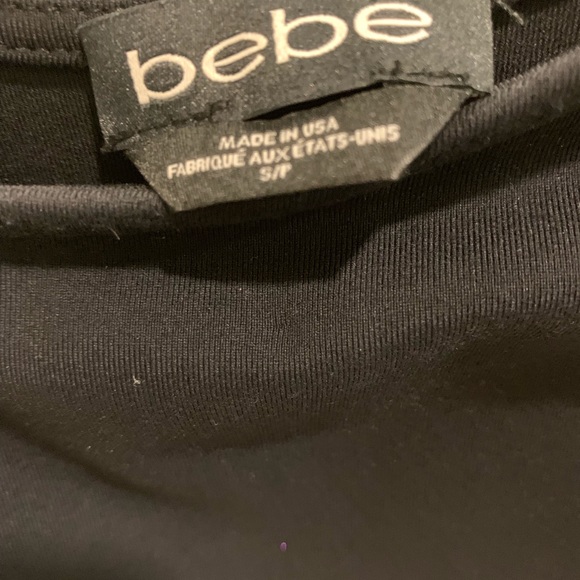 bebe
MADE IN USA
FABRIQUÉ AUX ÉTATS-UNIS
S/P